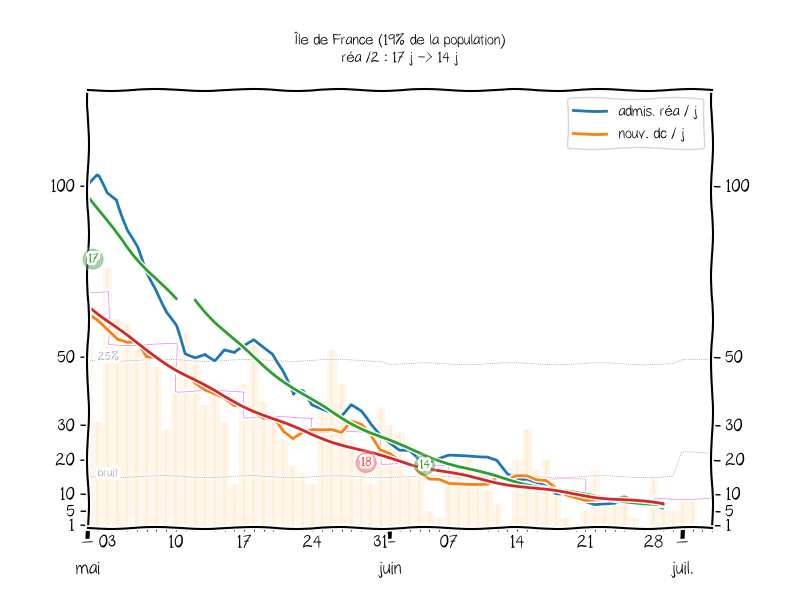 Île de France (19% de la population)
réa /2 : 17 j -> 14 j
admis. réa / j
nouv. dc / j
100
100
17
50
25%
50
30
30
20
18
14
20
bruit
10
10
5
5
1
1
03 10 17 24 31 07 14 21 28
mai juin juil.